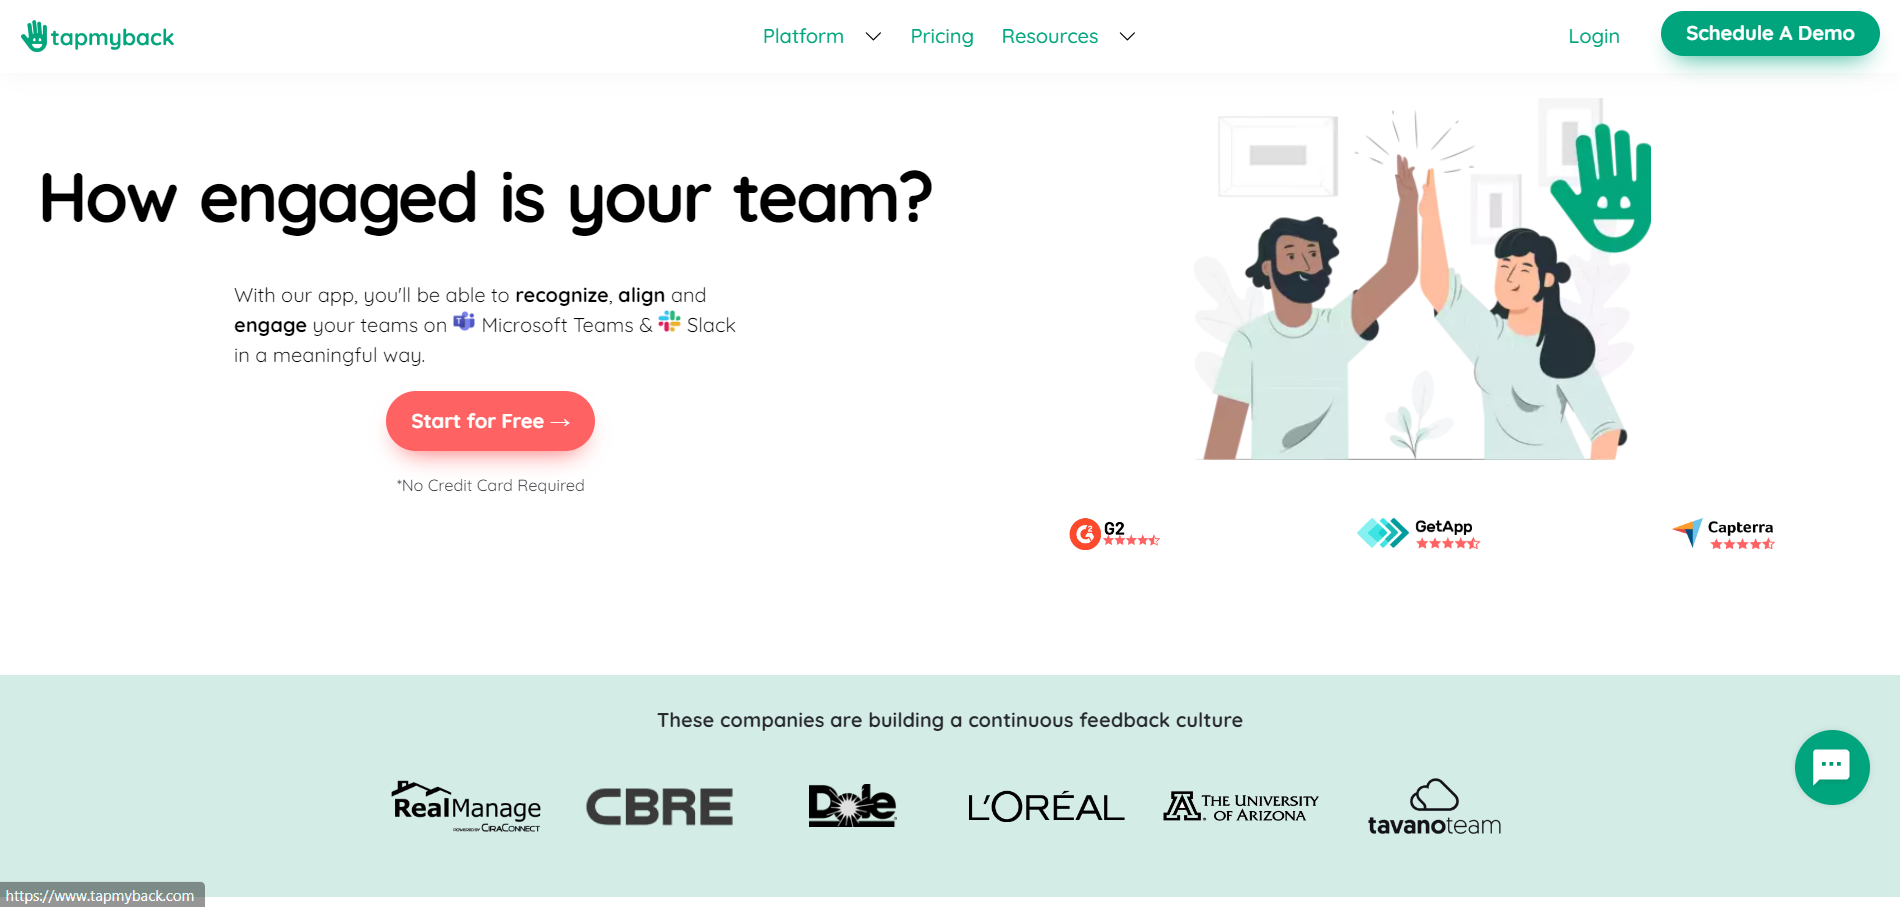 tapmyback
Platform
Pricing
Resources
Login
Schedule A Demo
How engaged is your team?
With our app, you'll be able to recognize, align and
engage your teams on Microsoft Teams & Slack
in a meaningful way.
Start for Free →
*No Credit Card Required
G2
GetApp
Capterra
These companies are building a continuous feedback culture
RealManage
POWERED BY CIRACONNECT
CBRE
Dole
L'ORÉAL
THE UNIVERSITY
OF ARIZONA
tavanoteam
https://www.tapmyback.com